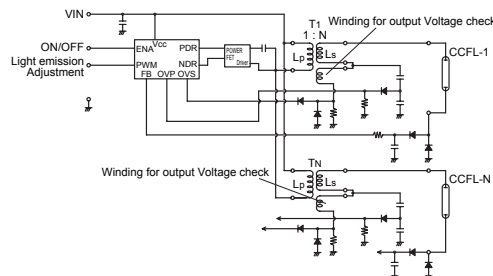 VIN
T1
1 : N
Winding for output Voltage check
Vcc
ON/OFF
ENA
PDR
POWER
FET
Driver
Light emission
Adjustment
PWM
NDR
FB OVP OVS
Lp
Ls
CCFL-1
TN
Winding for output Voltage check
Lp
Ls
CCFL-N